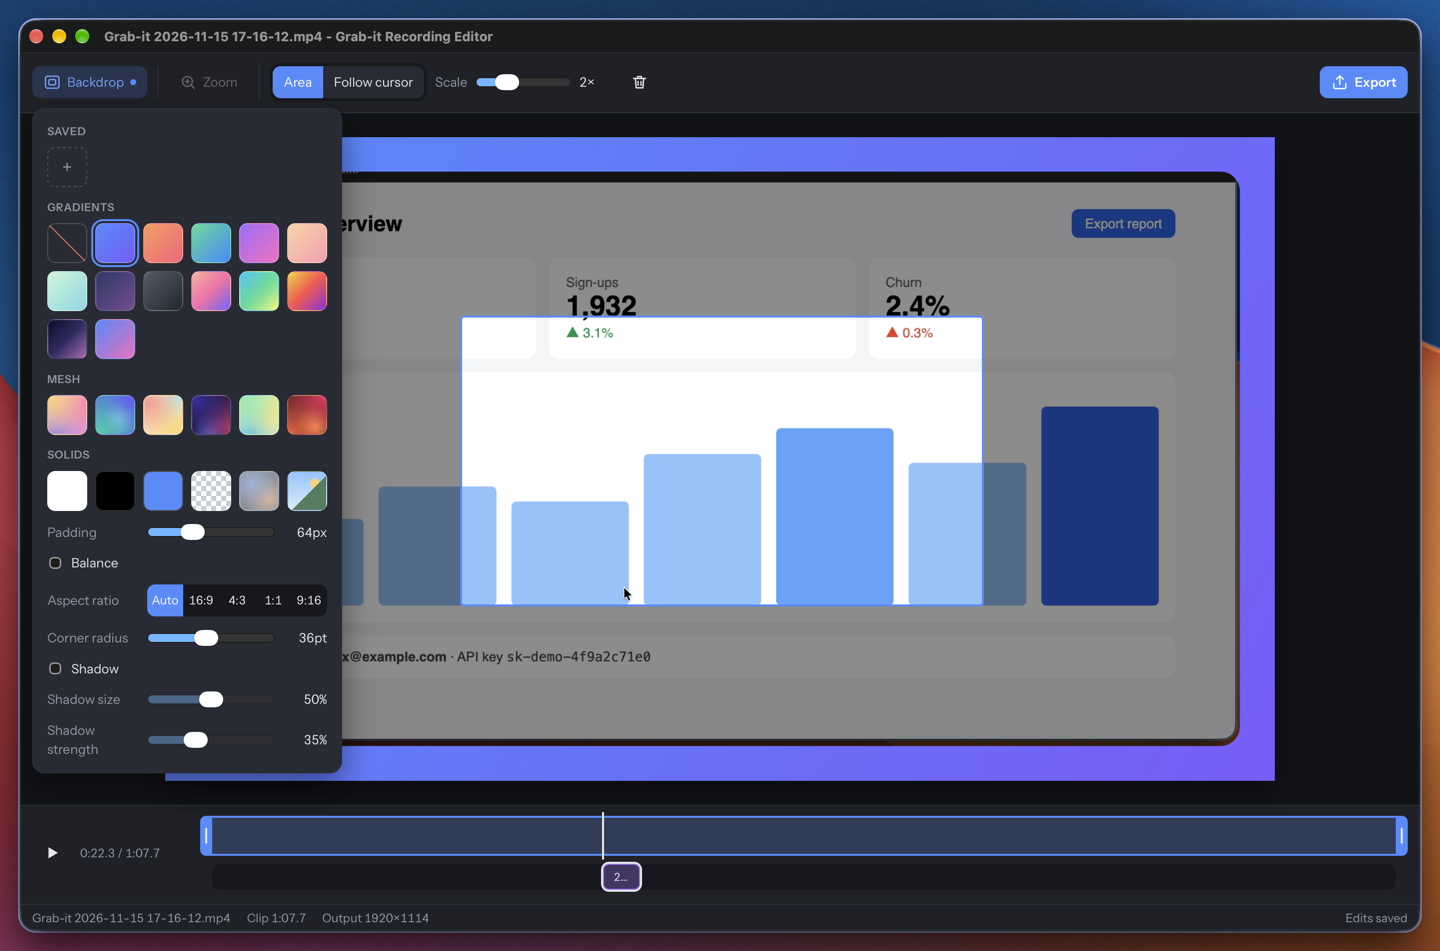 Grab-it 2026-11-15 17-16-12.mp4 - Grab-it Recording Editor
Backdrop
Zoom
Area
Follow cursor
Scale
2×
Export
SAVED
+
GRADIENTS
MESH
SOLIDS
Padding
64px
Balance
Aspect ratio
Auto
16:9
4:3
1:1
9:16
Corner radius
36pt
Shadow
Shadow size
50%
Shadow
strength
35%
erview
Export report
Sign-ups
1,932
▲ 3.1%
Churn
2.4%
▲ 0.3%
x@example.com · API key sk-demo-4f9a2c71e0
0:22.3 / 1:07.7
2...
Grab-it 2026-11-15 17-16-12.mp4
Clip 1:07.7
Output 1920×1114
Edits saved